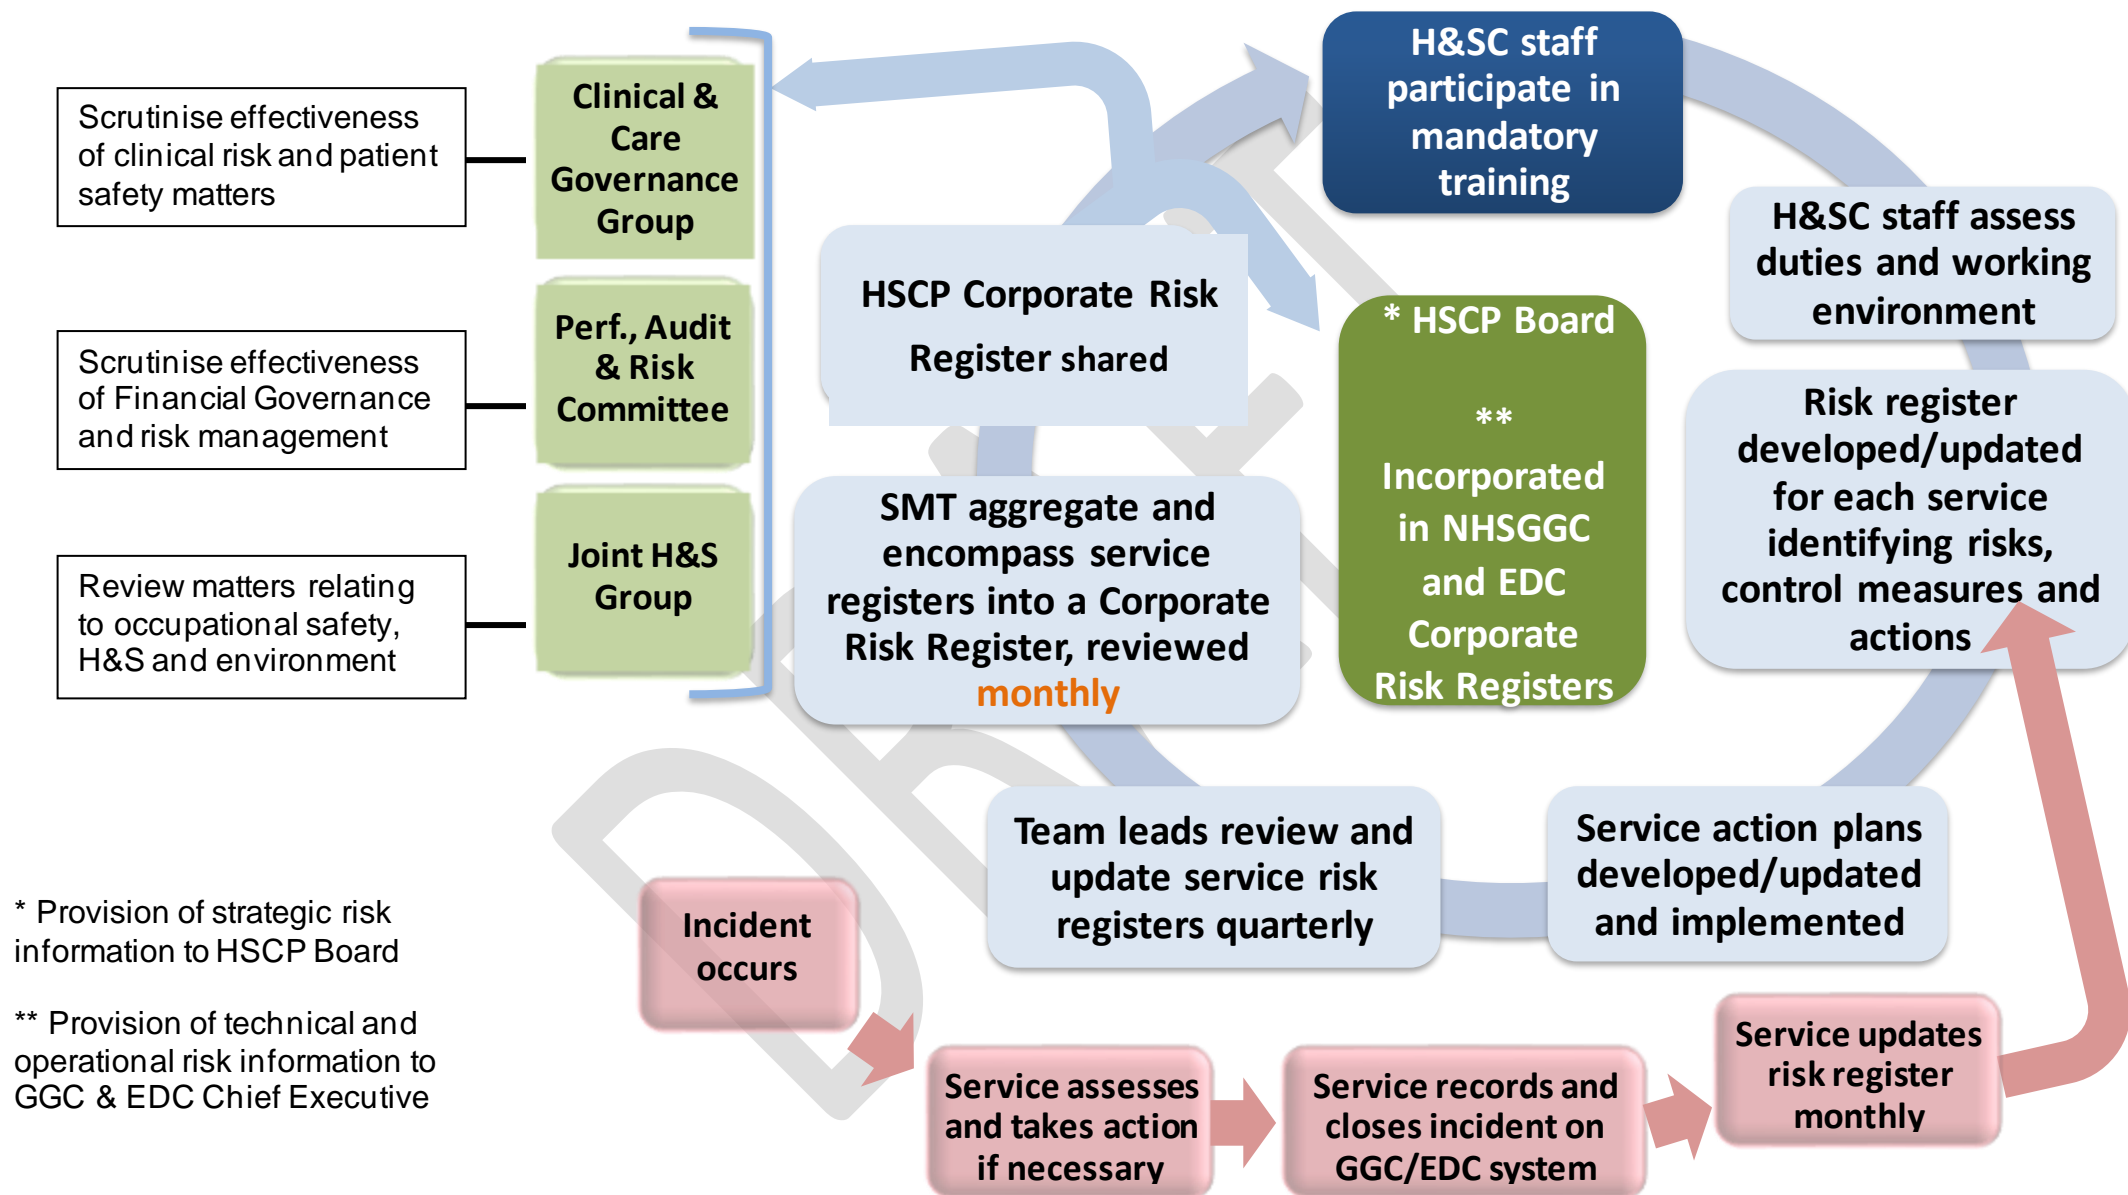 Scrutinise effectiveness
of clinical risk and patient
safety matters
Scrutinise effectiveness
of Financial Governance
and risk management
Review matters relating
to occupational safety,
H&S and environment
Clinical &
Care
Governance
Group
Perf., Audit
& Risk
Committee
Joint H&S
Group
HSCP Corporate Risk
Register shared
SMT aggregate and
encompass service
registers into a Corporate
Risk Register, reviewed
monthly
H&SC staff
participate in
mandatory
training
H&SC staff assess
duties and working
environment
Risk register
developed/updated
for each service
identifying risks,
control measures and
actions
* HSCP Board
**
Incorporated
in NHSGGC
and EDC
Corporate
Risk Registers
Team leads review and
update service risk
registers quarterly
Service action plans
developed/updated
and implemented
Incident
occurs
Service assesses
and takes action
if necessary
Service records and
closes incident on
GGC/EDC system
Service updates
risk register
monthly
* Provision of strategic risk
information to HSCP Board
** Provision of technical and
operational risk information to
GGC & EDC Chief Executive
DRAFT